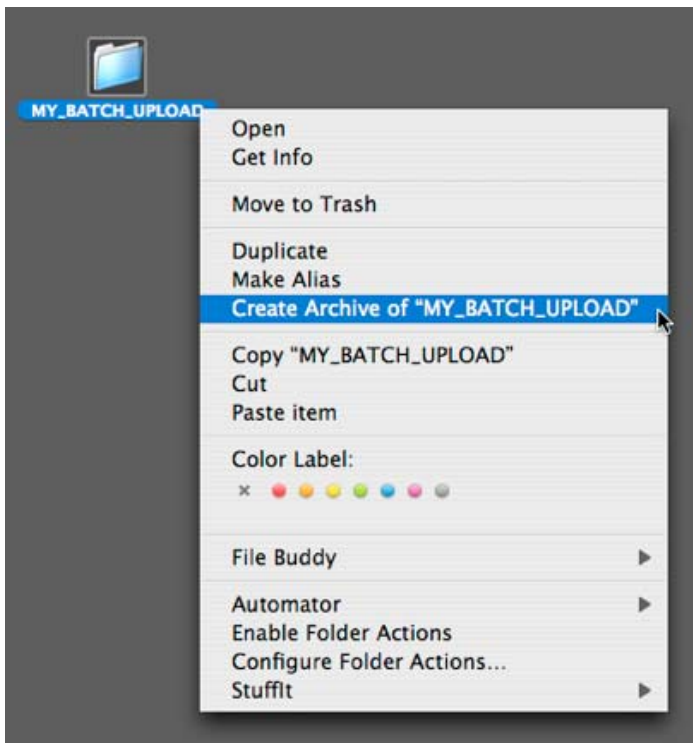 MY_BATCH_UPLOAD
Open
Get Info
Move to Trash
Duplicate
Make Alias
Create Archive of “MY_BATCH_UPLOAD”
Copy “MY_BATCH_UPLOAD”
Cut
Paste item
Color Label:
File Buddy
Automator
Enable Folder Actions
Configure Folder Actions...
StuffIt